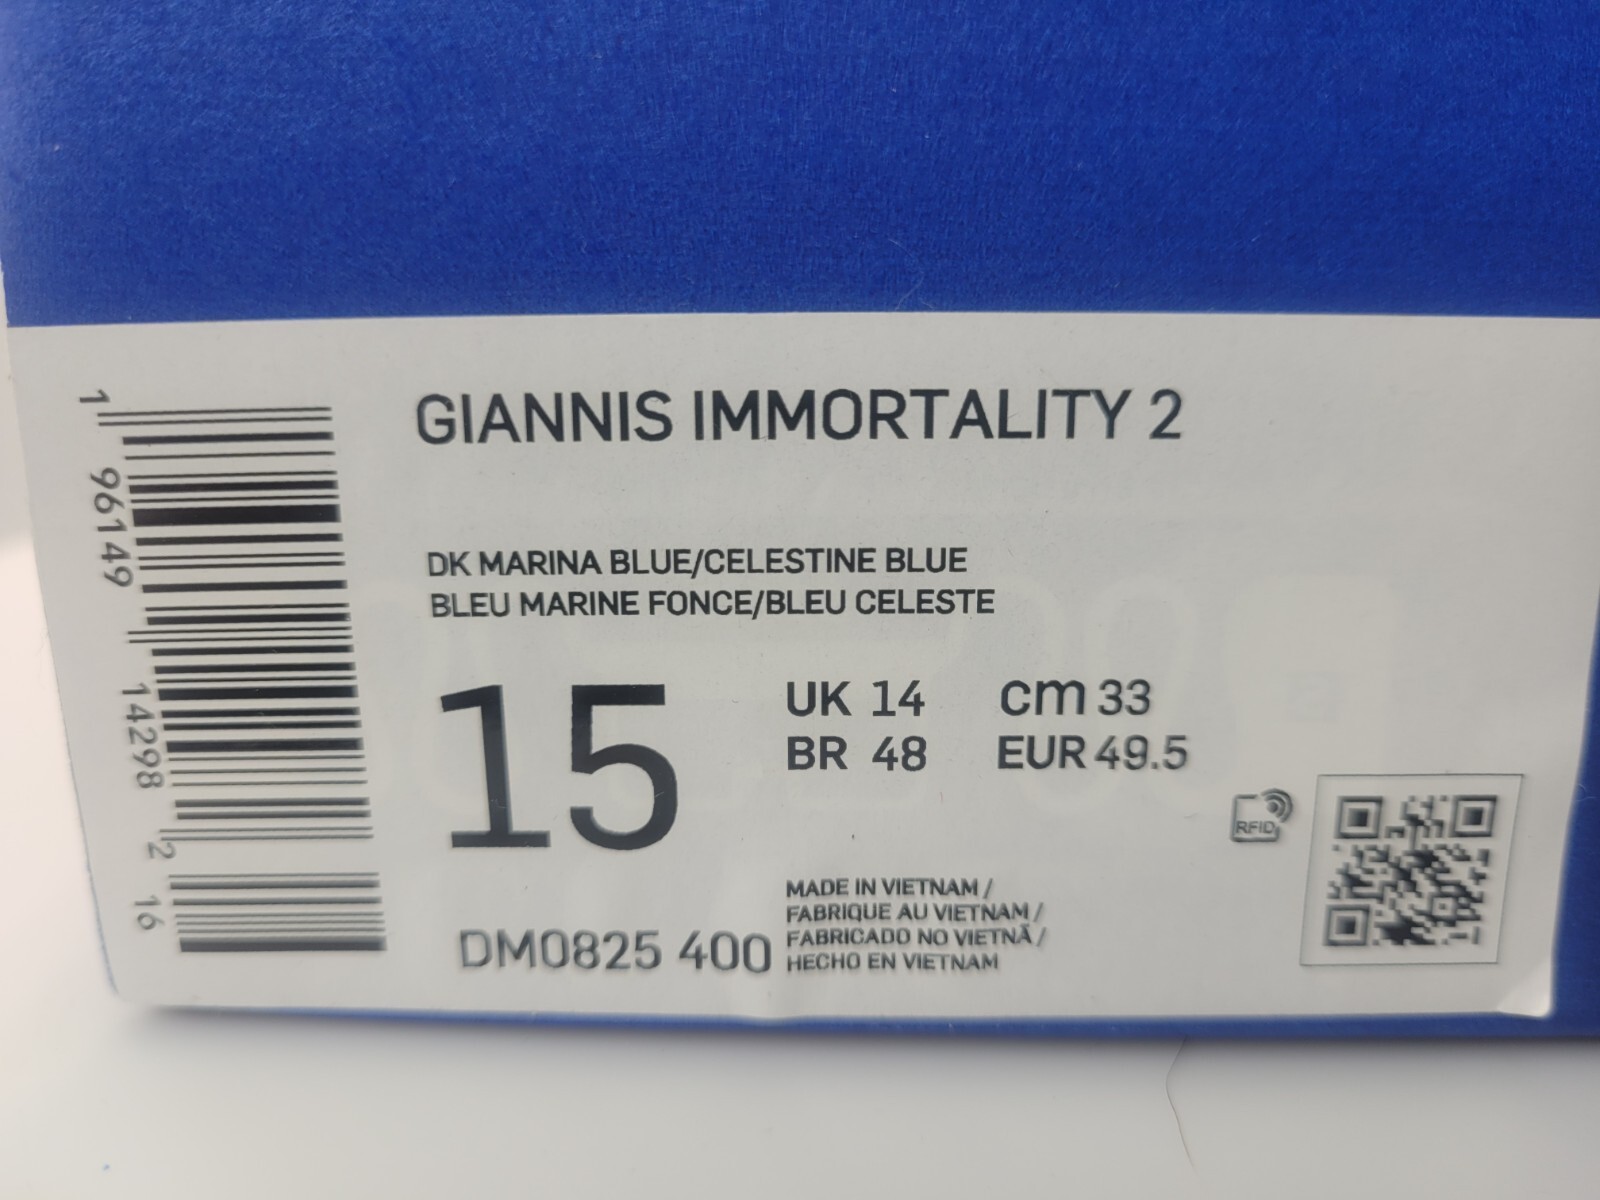 GIANNIS IMMORTALITY 2
DK MARINA BLUE/CELESTINE BLUE
BLEU MARINE FONCE/BLEU CELESTE
15
UK 14 cm 33
BR 48 EUR 49.5
RFID
DM0825 400
MADE IN VIETNAM /
FABRIQUE AU VIETNAM /
FABRICADO NO VIETNÃ /
HECHO EN VIETNAM
1 96149 14298 2 16